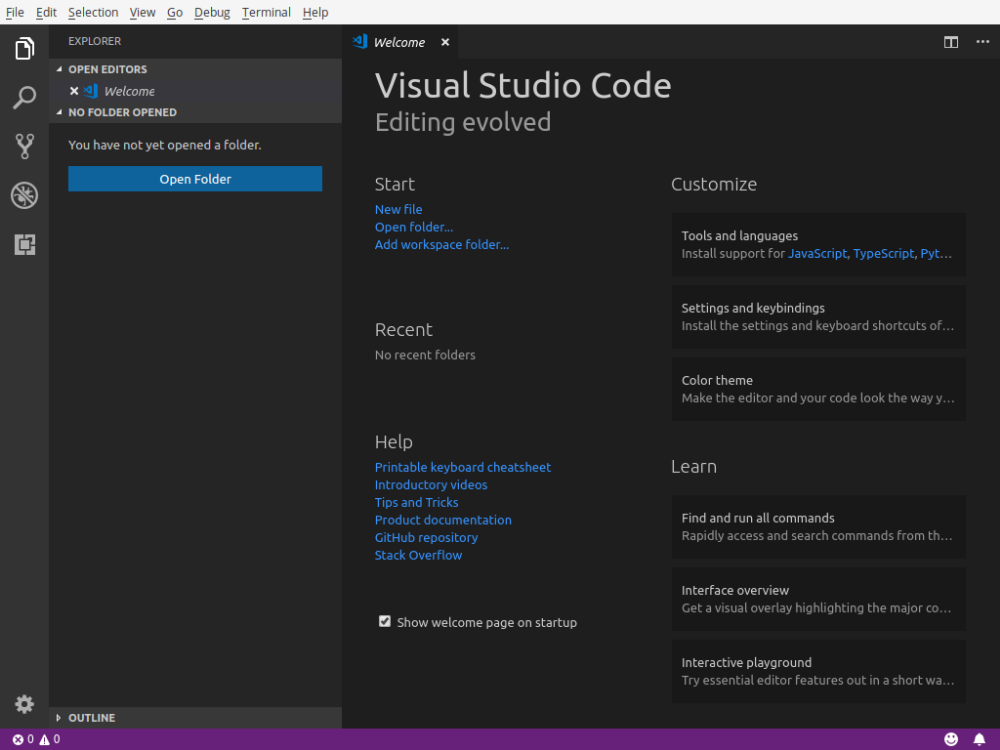 File Edit Selection View Go Debug Terminal Help
EXPLORER
OPEN EDITORS
Welcome
NO FOLDER OPENED
You have not yet opened a folder.
Open Folder
OUTLINE
Welcome
Visual Studio Code
Editing evolved
Start
New file
Open folder...
Add workspace folder...
Recent
No recent folders
Help
Printable keyboard cheatsheet
Introductory videos
Tips and Tricks
Product documentation
GitHub repository
Stack Overflow
Show welcome page on startup
Customize
Tools and languages
Install support for JavaScript, TypeScript, Pyt...
Settings and keybindings
Install the settings and keyboard shortcuts of...
Color theme
Make the editor and your code look the way y...
Learn
Find and run all commands
Rapidly access and search commands from th...
Interface overview
Get a visual overlay highlighting the major co...
Interactive playground
Try essential editor features out in a short wa...
0 0